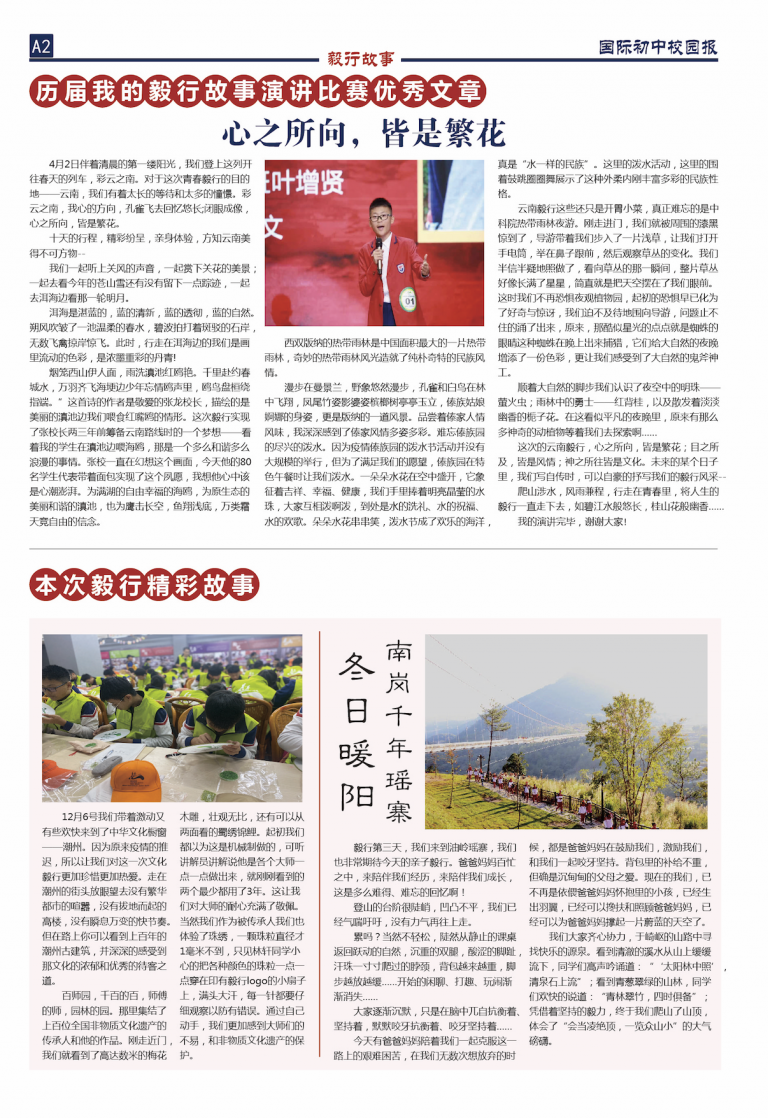 A2
毅行故事
国际初中校园报
历届我的毅行故事演讲比赛优秀文章
心之所向，皆是繁花
4月2日伴着清晨的第一缕阳光，我们登上这列开
往春天的列车，彩云之南。对于这次青春毅行的目的
地——云南，我们有着太长的等待和太多的憧憬。彩
云之南，我心的方向，孔雀飞去回忆悠长;闭眼成像，
心之所向，皆是繁花。
十天的行程，精彩纷呈，亲身体验，方知云南美
得不可方物…
我们一起听上关风的声音，一起赏下关花的美景；
一起去看今年的苍山雪还有没有留下一点踪迹，一起
去洱海边看那一轮明月。
洱海是湛蓝的，蓝的清新，蓝的透彻，蓝的自然。
朔风吹皱了一池温柔的春水，碧波拍打着斑驳的石岸，
无数飞禽掠岸惊飞。此时，行走在洱海边的我们是画
里流动的色彩，是浓墨重彩的丹青!
烟笼西山伊人面，雨洗滇池红鸥艳。千里赴约春
城水，万羽齐飞海埂边少年忘情鸥声里，鸥鸟盘桓绕
指端。”这首诗的作者是敬爱的张龙校长，描绘的是
美丽的滇池边我们喂食红嘴鸥的情形。这次毅行实现
了张校长两三年前筹备云南路线时的一个梦想——看
着我的学生在滇池边喂海鸥，那是一个多么和谐多么
浪漫的事情。张校一直在幻想这个画面，今天他的80
名学生代表带着面包实现了这个夙愿，我想他心中该
是心潮澎湃。为满湖的自由幸福的海鸥，为原生态的
美丽和谐的滇池，也为鹰击长空，鱼翔浅底，万类霜
天竞自由的信念。
班叶增贤
文
01
西双版纳的热带雨林是中国面积最大的一片热带
雨林，奇妙的热带雨林风光造就了纯朴奇特的民族风
情。
漫步在曼景兰，野象悠然漫步，孔雀和白鸟在林
中飞翔，凤尾竹姿影婆娑槟榔树亭亭玉立，傣族姑娘
婀娜的身姿，更是版纳的一道风景。品尝着傣家人情
风味，我深深感到了傣家风情多姿多彩。难忘傣族园
的尽兴的泼水。因为疫情傣族园的泼水节活动并没有
大规模的举行，但为了满足我们的愿望，傣族园在特
色午餐时让我们泼水。一朵朵水花在空中盛开，它象
征着吉祥、幸福、健康，我们手里捧着明亮晶莹的水
珠，大家互相泼啊泼，到处是水的洗礼、水的祝福、
水的欢歌。朵朵水花串串笑，泼水节成了欢乐的海洋，
真是“水一样的民族”。这里的泼水活动，这里的围
着鼓跳圈圈舞展示了这种外柔内刚丰富多彩的民族性
格。
云南毅行这些还只是开胃小菜，真正难忘的是中
科院热带雨林夜游。刚走进门，我们就被周围的漆黑
惊到了，导游带着我们步入了一片浅草，让我们打开
手电筒，举在鼻子跟前，然后观察草丛的变化。我们
半信半疑地照做了，看向草丛的那一瞬间，整片草丛
好像长满了星星，简直就是把天空摆在了我们眼前。
这时我们不再恐惧夜观植物园，起初的恐惧早已化为
了好奇与惊讶，我们迫不及待地围向导游，问题止不
住的涌了出来，原来，那酷似星光的点点就是蜘蛛的
眼睛这种蜘蛛在晚上出来捕猎，它们给大自然的夜晚
增添了一份色彩，更让我们感受到了大自然的鬼斧神
工。
顺着大自然的脚步我们认识了夜空中的明珠——
萤火虫；雨林中的勇士——红背桂，以及散发着淡淡
幽香的栀子花。在这看似平凡的夜晚里，原来有那么
多神奇的动植物等着我们去探索啊……
这次的云南毅行，心之所向，皆是繁花；目之所
及，皆是风情；神之所往皆是文化。未来的某个日子
里，我们写自传时，可以自豪的抒写我们的毅行风采…
爬山涉水，风雨兼程，行走在青春里，将人生的
毅行一直走下去，如碧江水般悠长，桂山花般幽香……
我的演讲完毕，谢谢大家!
本次毅行精彩故事
12月6号我们带着激动又
有些欢快来到了中华文化橱窗
——潮州。因为原来疫情的推
迟，所以让我们对这一次文化
毅行更加珍惜更加热爱。走在
潮州的街头放眼望去没有繁华
都市的喧嚣，没有拔地而起的
高楼，没有瞬息万变的快节奏。
但在路上你可以看到上百年的
潮州古建筑，并深深的感受到
那文化的浓郁和优秀的待客之
道。
百师园，千百的百，师傅
的师，园林的园。那里集结了
上百位全国非物质文化遗产的
传承人和他的作品。刚走近门，
我们就看到了高达数米的梅花
木雕，壮观无比，还有可以从
两面看的蜀绣锦鲤。起初我们
都以为这是机械制做的，可听
讲解员讲解说他是各个大师一
点一点做出来，就刚刚看到的
两个最少都用了3年。这让我
们对大师的耐心充满了敬佩。
当然我们作为被传承人我们也
体验了珠绣，一颗珠粒直径才
1毫米不到，只见林轩同学小
心的把各种颜色的珠粒一点一
点穿在印有毅行logo的小扇子
上，满头大汗，每一针都要仔
细观察以防有错误。通过自己
动手，我们更加感到大师们的
不易，和非物质文化遗产的保
护。
南岗千年瑶寨
冬日暖阳
毅行第三天，我们来到油岭瑶寨，我们
也非常期待今天的亲子毅行。爸爸妈妈百忙
之中，来陪伴我们经历，来陪伴我们成长，
这是多么难得、难忘的回忆啊！
登山的台阶很陡峭，凹凸不平，我们已
经气喘吁吁，没有力气再往上走。
累吗？当然不轻松，陡然从静止的课桌
返回跃动的自然，沉重的双腿，酸涩的脚趾，
汗珠一寸寸爬过的脖颈，背包越来越重，脚
步越放越缓……开始的闲聊、打趣、玩闹渐
渐消失……
大家逐渐沉默，只是在脑中兀自抗衡着、
坚持着，默默咬牙抗衡着、咬牙坚持着……
今天有爸爸妈妈陪着我们一起克服这一
路上的艰难困苦，在我们无数次想放弃的时
候，都是爸爸妈妈在鼓励我们，激励我们，
和我们一起咬牙坚持。背包里的补给不重，
但确是沉甸甸的父母之爱。现在的我们，已
不再是依偎爸爸妈妈怀抱里的小孩，已经生
出羽翼，已经可以搀扶和照顾爸爸妈妈，已
经可以为爸爸妈妈撑起一片蔚蓝的天空了。
我们大家齐心协力，于崎岖的山路中寻
找快乐的源泉。看到清澈的溪水从山上缓缓
流下，同学们高声吟诵道：“‘太阳林中照’，
清泉石上流”；看到青葱翠绿的山林，同学
们欢快的说道：“青林翠竹，四时俱备”；
凭借着坚持的毅力，终于我们爬山了山顶，
体会了“会当凌绝顶，一览众山小”的大气
磅礴。